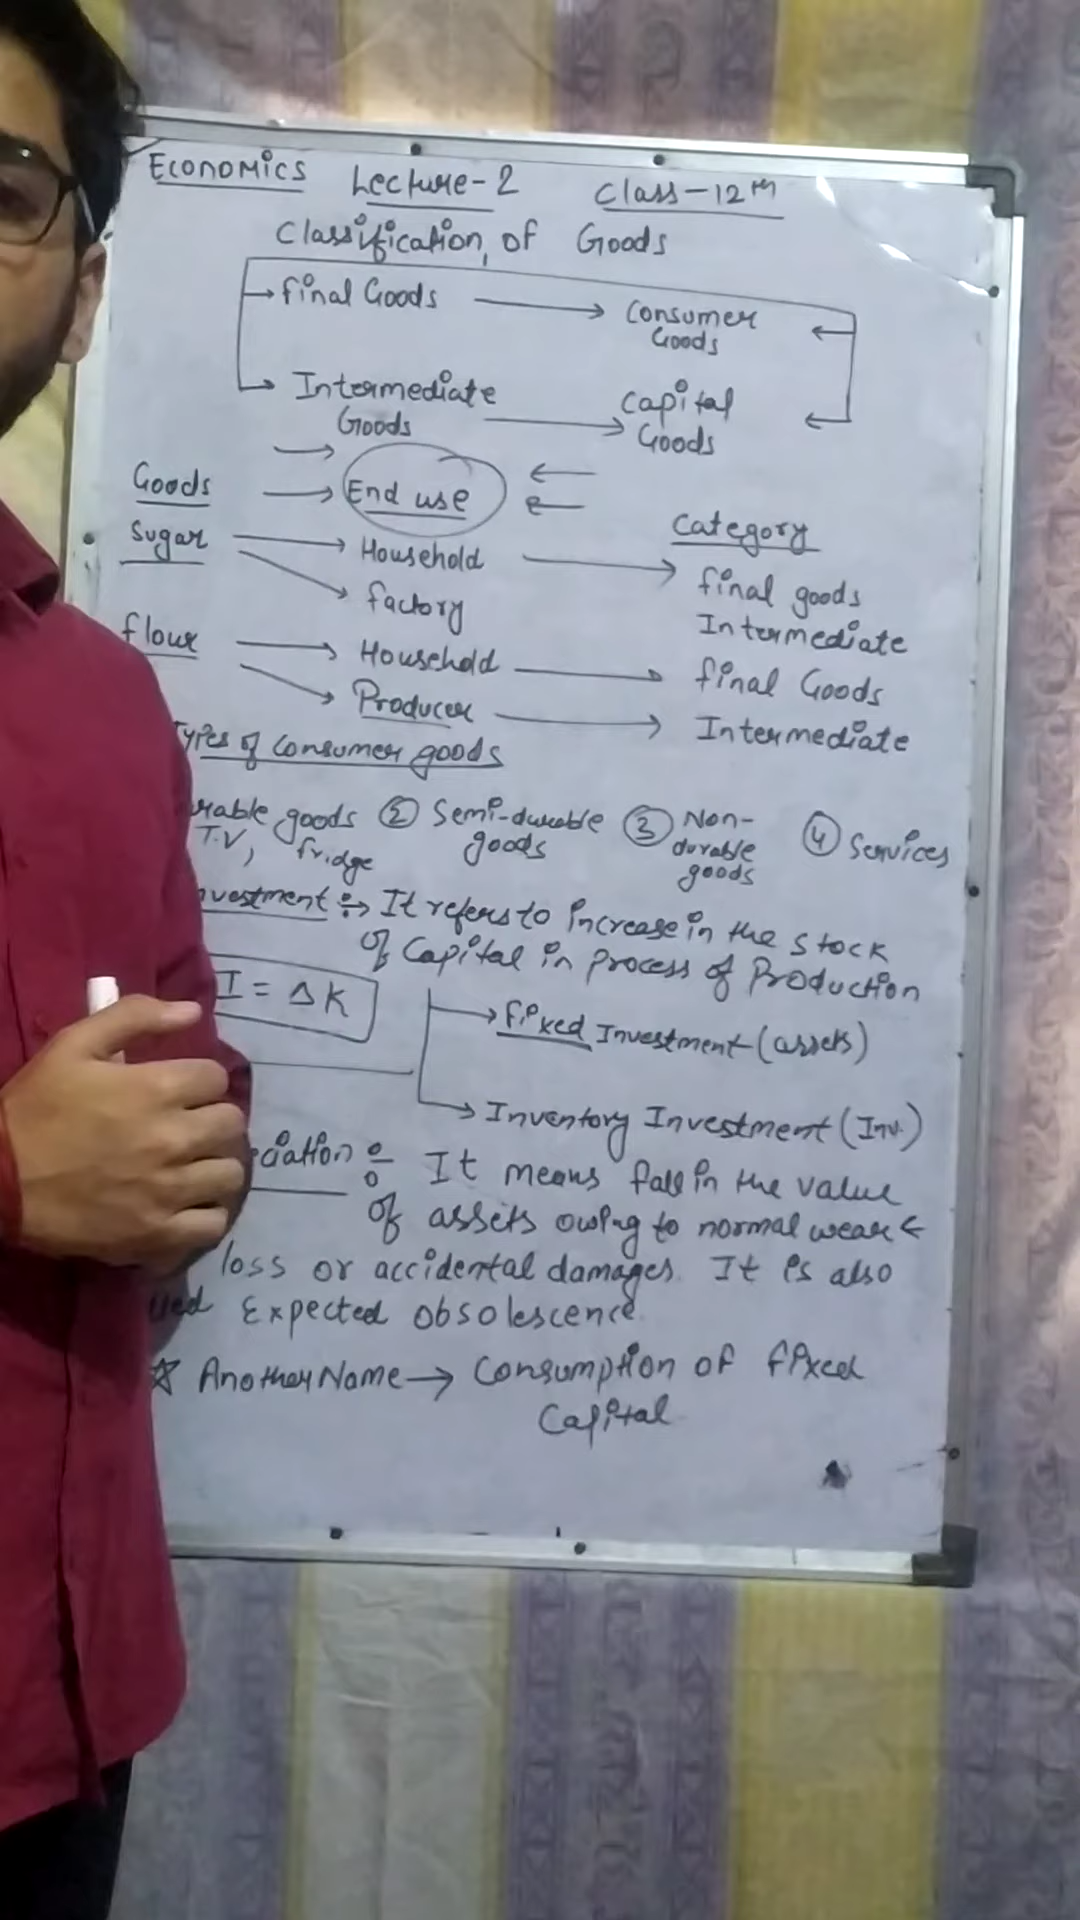 Economics Lecture-2 Class-12th
Classification of Goods
Final Goods Consumer Goods
Intermediate Goods Capital Goods
Goods End use Category
Sugar Household final goods
factory Intermediate
flour Household final Goods
Producer Intermediate
Types of Consumer goods
rable goods ② Semi-durable goods ③ Non-durable goods ④ Services
T.V, fridge
vestment :→ It refers to increase in the stock
of Capital in process of Production
I = ΔK
Fixed Investment (assets)
Inventory Investment (Inv.)
eciation : It means fall in the value
of assets owing to normal wear &
loss or accidental damages. It is also
Expected obsolescence.
☆ Another Name → Consumption of fixed
Capital